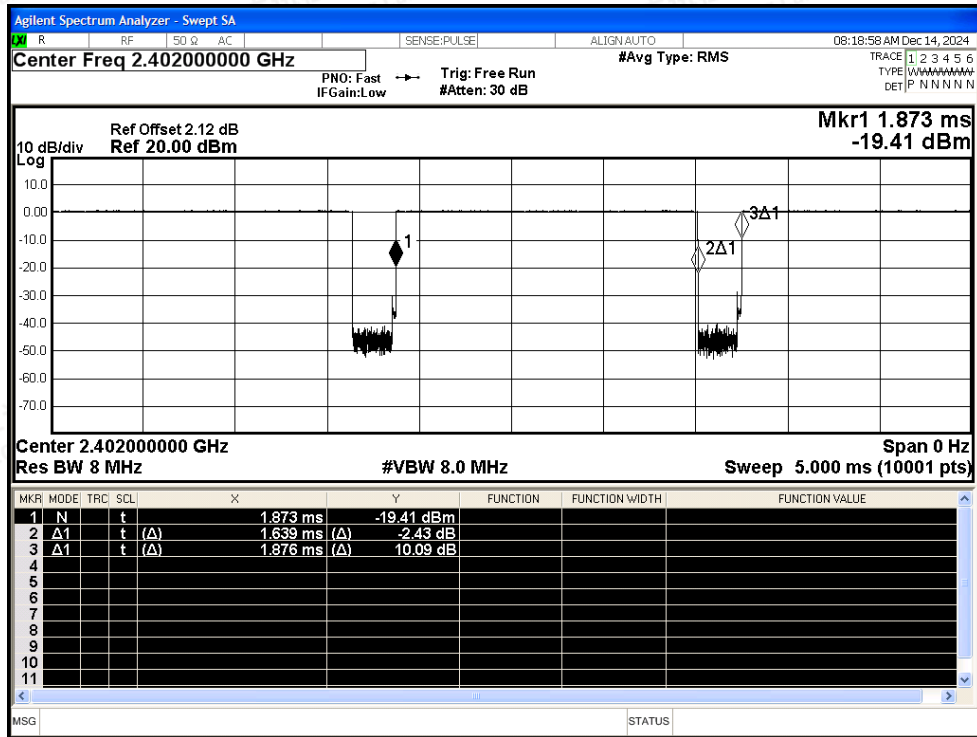 Agilent Spectrum Analyzer - Swept SA
LXI R RF 50 Ω AC SENSE:PULSE ALIGN AUTO 08:18:58 AM Dec 14, 2024
Center Freq 2.402000000 GHz #Avg Type: RMS TRACE 1 2 3 4 5 6
PNO: Fast Trig: Free Run TYPE WWWWWW
IFGain:Low #Atten: 30 dB DET P N N N N N
Mkr1 1.873 ms
Ref Offset 2.12 dB
10 dB/div Ref 20.00 dBm -19.41 dBm
Log
10.0
0.00
3Δ1
-10.0
1
2Δ1
-20.0
-30.0
-40.0
-50.0
-60.0
-70.0
Center 2.402000000 GHz Span 0 Hz
Res BW 8 MHz #VBW 8.0 MHz Sweep 5.000 ms (10001 pts)
MKR MODE TRC SCL X Y FUNCTION FUNCTION WIDTH FUNCTION VALUE
1 N t 1.873 ms -19.41 dBm
2 Δ1 t (Δ) 1.639 ms (Δ) -2.43 dB
3 Δ1 t (Δ) 1.876 ms (Δ) 10.09 dB
4
5
6
7
8
9
10
11
MSG STATUS